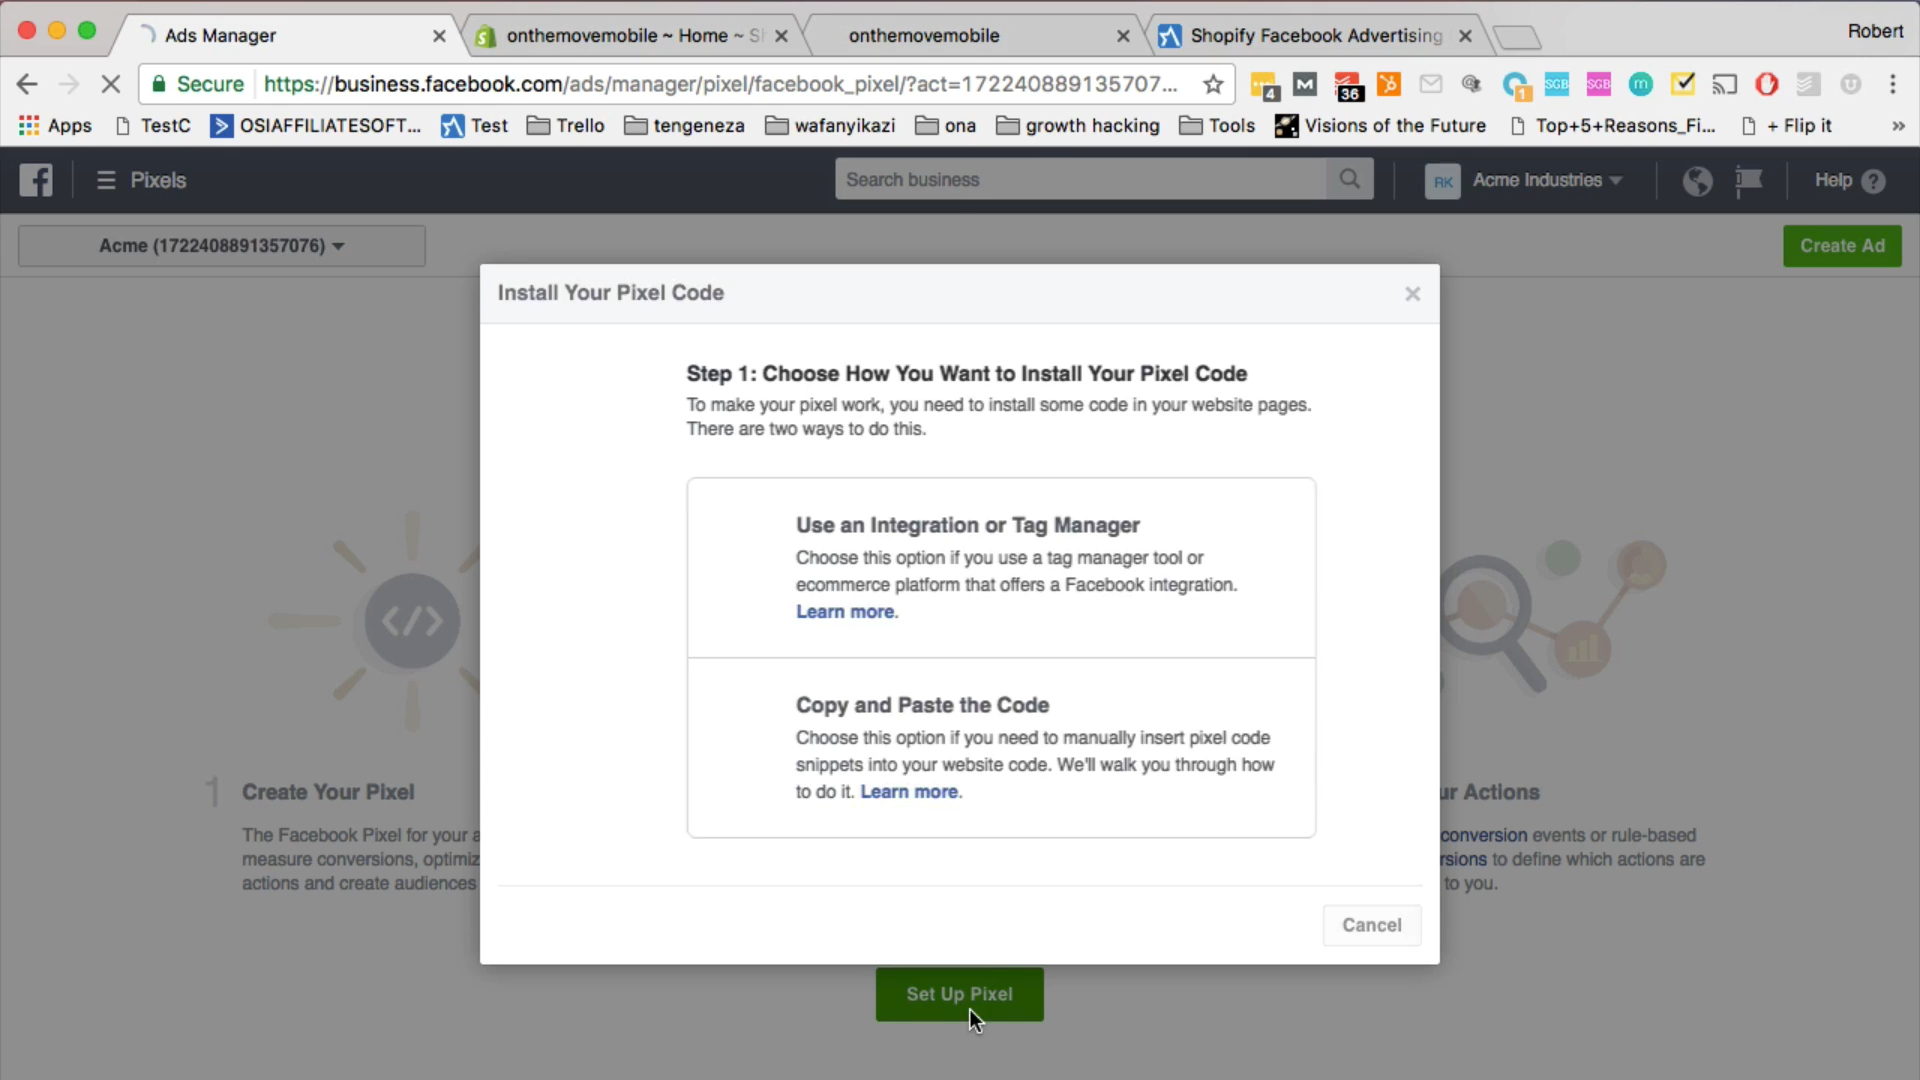 Ads Manager
onthemovemobile ~ Home ~ S
onthemovemobile
Shopify Facebook Advertising
Robert
Secure
https://business.facebook.com/ads/manager/pixel/facebook_pixel/?act=172240889135707...
4
M
36
SGB
SGB
m
1
Apps
TestC
OSIAFFILIATESOFT...
Test
Trello
tengeneza
wafanyikazi
ona
growth hacking
Tools
Visions of the Future
Top+5+Reasons_Fi...
+ Flip it
»
Pixels
Search business
RK
Acme Industries
Help
Acme (1722408891357076)
Create Ad
Install Your Pixel Code
Step 1: Choose How You Want to Install Your Pixel Code
To make your pixel work, you need to install some code in your website pages.
There are two ways to do this.
Use an Integration or Tag Manager
Choose this option if you use a tag manager tool or
ecommerce platform that offers a Facebook integration.
Learn more.
Copy and Paste the Code
Choose this option if you need to manually insert pixel code
snippets into your website code. We'll walk you through how
to do it. Learn more.
Cancel
1 Create Your Pixel
The Facebook Pixel for your a
measure conversions, optimiz
actions and create audiences
ur Actions
conversion events or rule-based
rsions to define which actions are
to you.
Set Up Pixel